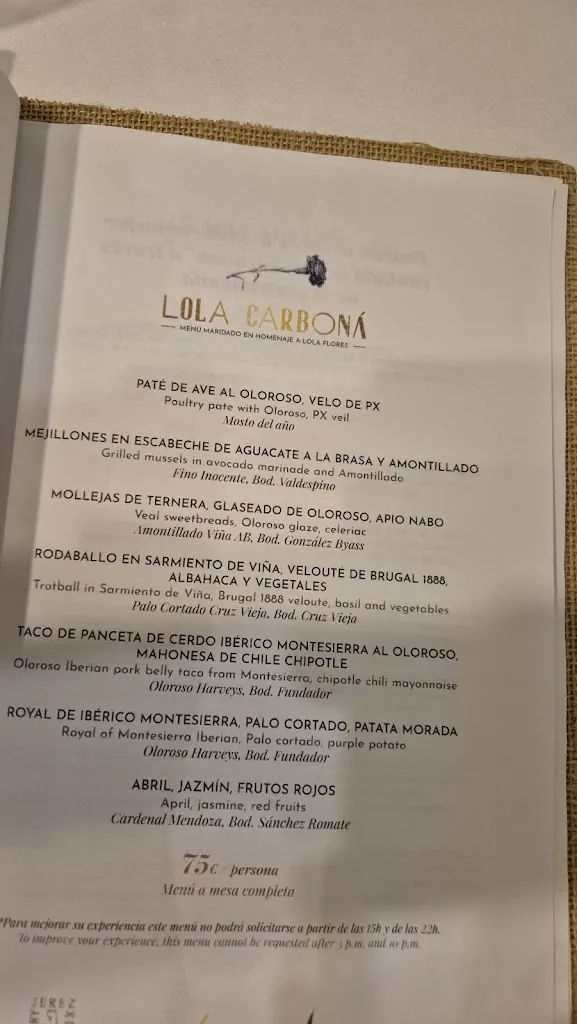 LOLA CARBONÁ
MENÚ MARIDADO EN HOMENAJE A LOLA FLORES
PATÉ DE AVE AL OLOROSO, VELO DE PX
Poultry pate with Oloroso, PX veil
Mosto del año
MEJILLONES EN ESCABECHE DE AGUACATE A LA BRASA Y AMONTILLADO
Grilled mussels in avocado marinade and Amontillado
Fino Inocente, Bod. Valdespino
MOLLEJAS DE TERNERA, GLASEADO DE OLOROSO, APIO NABO
Veal sweetbreads, Oloroso glaze, celeriac
Amontillado Viña AB, Bod. González Byass
RODABALLO EN SARMIENTO DE VIÑA, VELOUTÉ DE BRUGAL 1888,
ALBAHACA Y VEGETALES
Trotball in Sarmiento de Viña, Brugal 1888 velouté, basil and vegetables
Palo Cortado Cruz Vieja, Bod. Cruz Vieja
TACO DE PANCETA DE CERDO IBÉRICO MONTESIERRA AL OLOROSO,
MAHONESA DE CHILE CHIPOTLE
Oloroso Iberian pork belly taco from Montesierra, chipotle chili mayonnaise
Oloroso Harveys, Bod. Fundador
ROYAL DE IBÉRICO MONTESIERRA, PALO CORTADO, PATATA MORADA
Royal of Montesierra Iberian, Palo cortado, purple potato
Oloroso Harveys, Bod. Fundador
ABRIL, JAZMÍN, FRUTOS ROJOS
April, jasmine, red fruits
Cardenal Mendoza, Bod. Sánchez Romate
75€ / persona
Menú a mesa completa
*Para mejorar su experiencia este menú no podrá solicitarse a partir de las 15h y de las 22h.
To improve your experience, this menu cannot be requested after 3 p.m. and 10 p.m.
JEREZ